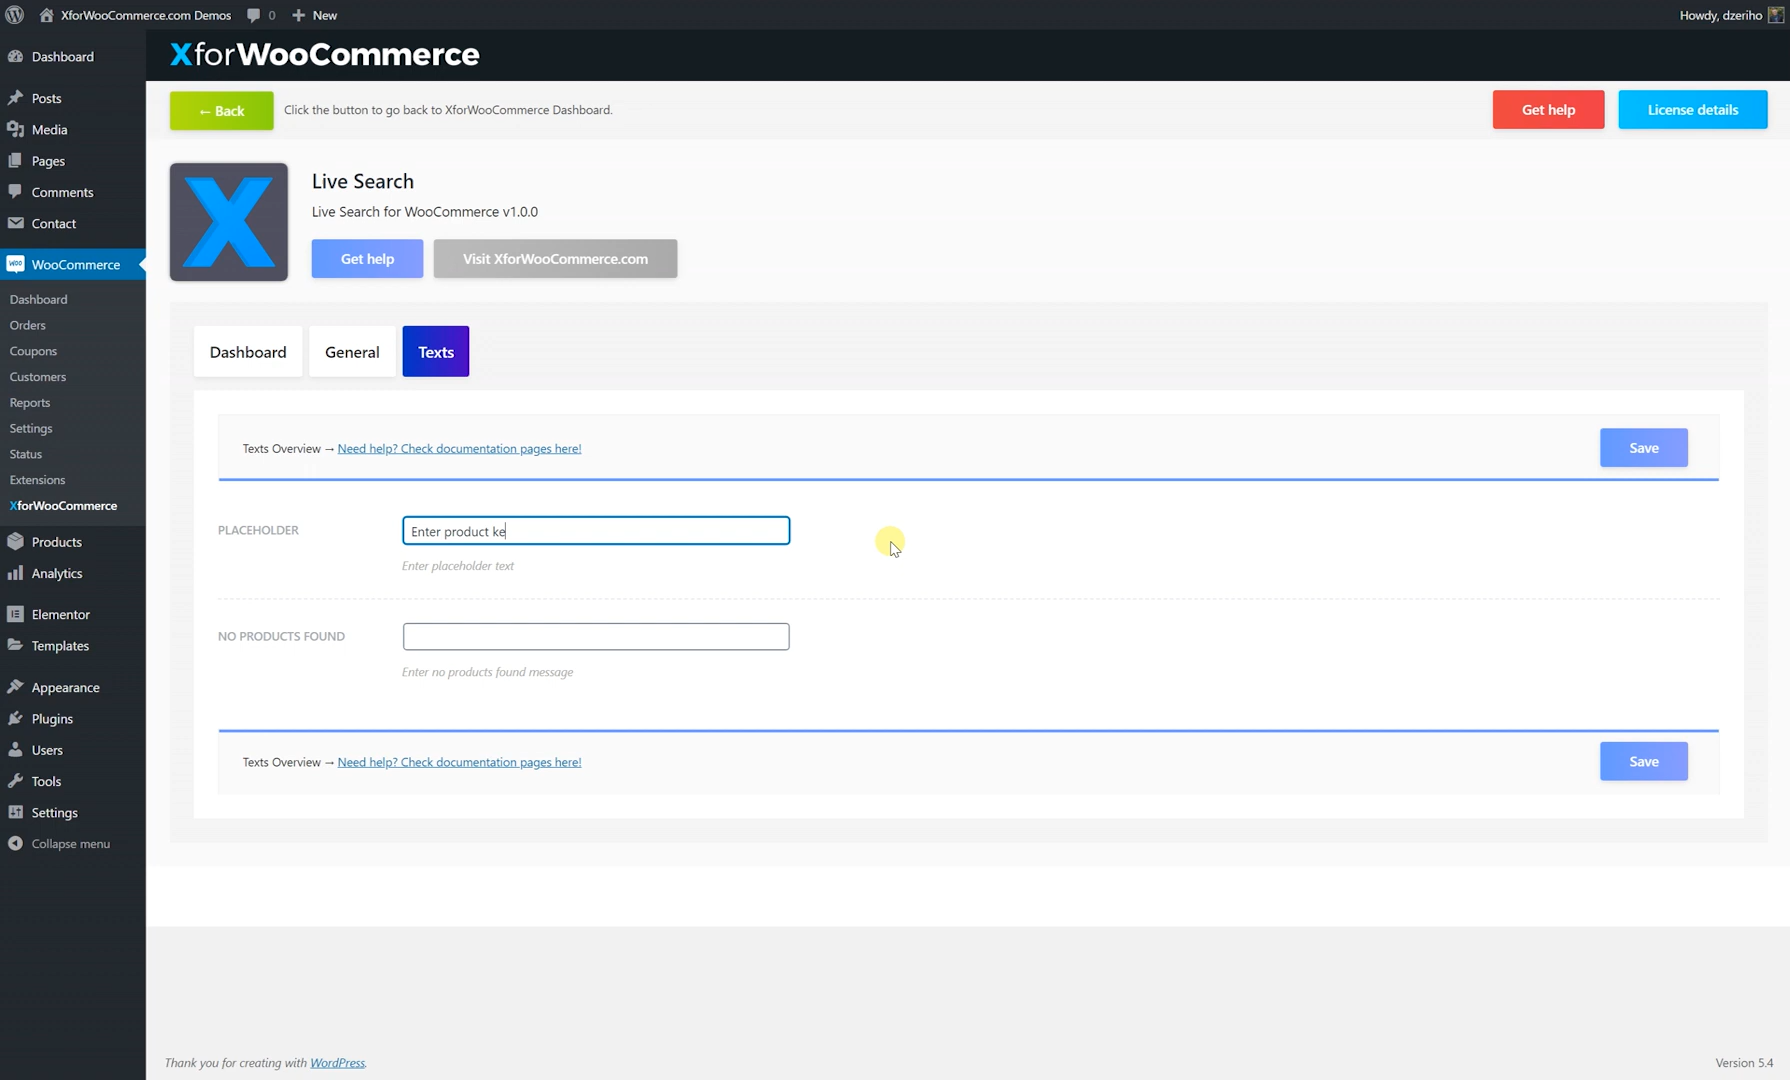 XforWooCommerce.com Demos 0 New Howdy, dzeriho
Dashboard
Posts
Media
Pages
Comments
Contact
WooCommerce
Dashboard
Orders
Coupons
Customers
Reports
Settings
Status
Extensions
XforWooCommerce
Products
Analytics
Elementor
Templates
Appearance
Plugins
Users
Tools
Settings
Collapse menu
XforWooCommerce
← Back Click the button to go back to XforWooCommerce Dashboard. Get help License details
X
Live Search
Live Search for WooCommerce v1.0.0
Get help Visit XforWooCommerce.com
Dashboard General Texts
Texts Overview → Need help? Check documentation pages here! Save
PLACEHOLDER Enter product ke
Enter placeholder text
NO PRODUCTS FOUND
Enter no products found message
Texts Overview → Need help? Check documentation pages here! Save
Thank you for creating with WordPress. Version 5.4